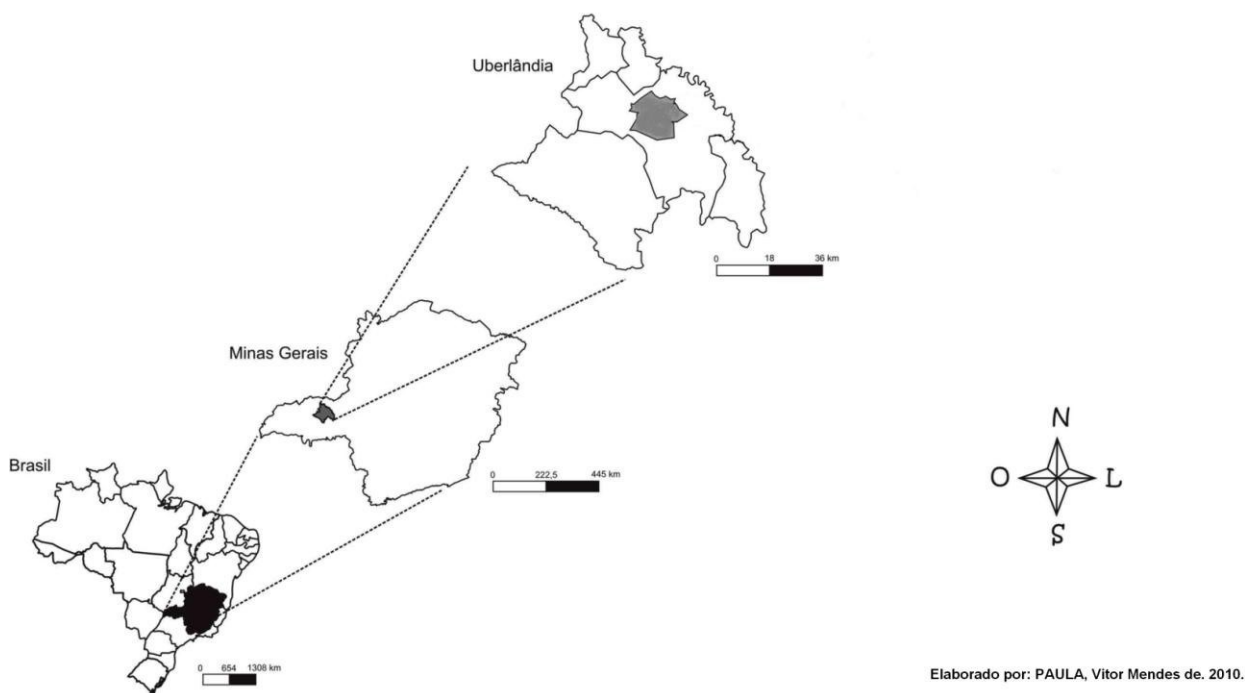 Uberlândia
0 18 36 km
Minas Gerais
0 222,5 445 km
Brasil
0 654 1308 km
N
O L
S
Elaborado por: PAULA, Vitor Mendes de. 2010.